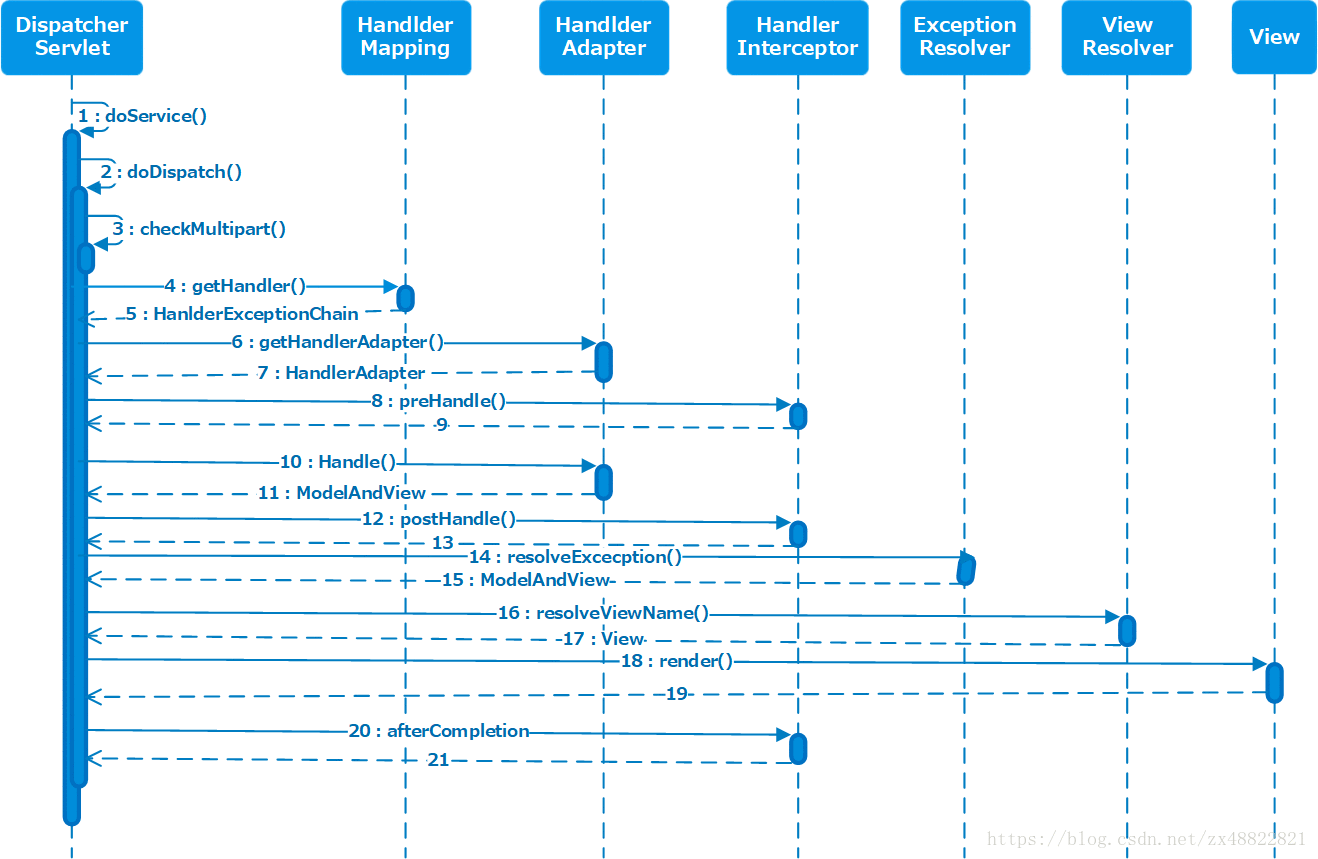 Dispatcher
Servlet
Handlder
Mapping
Handlder
Adapter
Handler
Interceptor
Exception
Resolver
View
Resolver
View
1 : doService()
2 : doDispatch()
3 : checkMultipart()
4 : getHandler()
5 : HanlderExceptionChain
6 : getHandlerAdapter()
7 : HandlerAdapter
8 : preHandle()
9
10 : Handle()
11 : ModelAndView
12 : postHandle()
13
14 : resolveExcecption()
15 : ModelAndView
16 : resolveViewName()
17 : View
18 : render()
19
20 : afterCompletion
21
https://blog.csdn.net/zx48822821